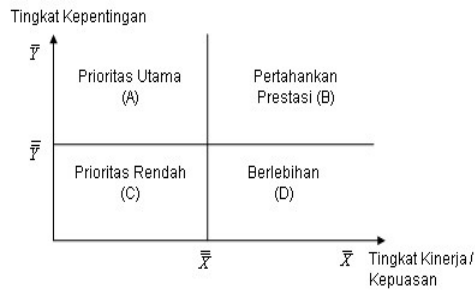 Tingkat Kepentingan
Y̅
Prioritas Utama
(A)
Pertahankan
Prestasi (B)
Y̿
Prioritas Rendah
(C)
Berlebihan
(D)
X̿
X̅
Tingkat Kinerja /
Kepuasan